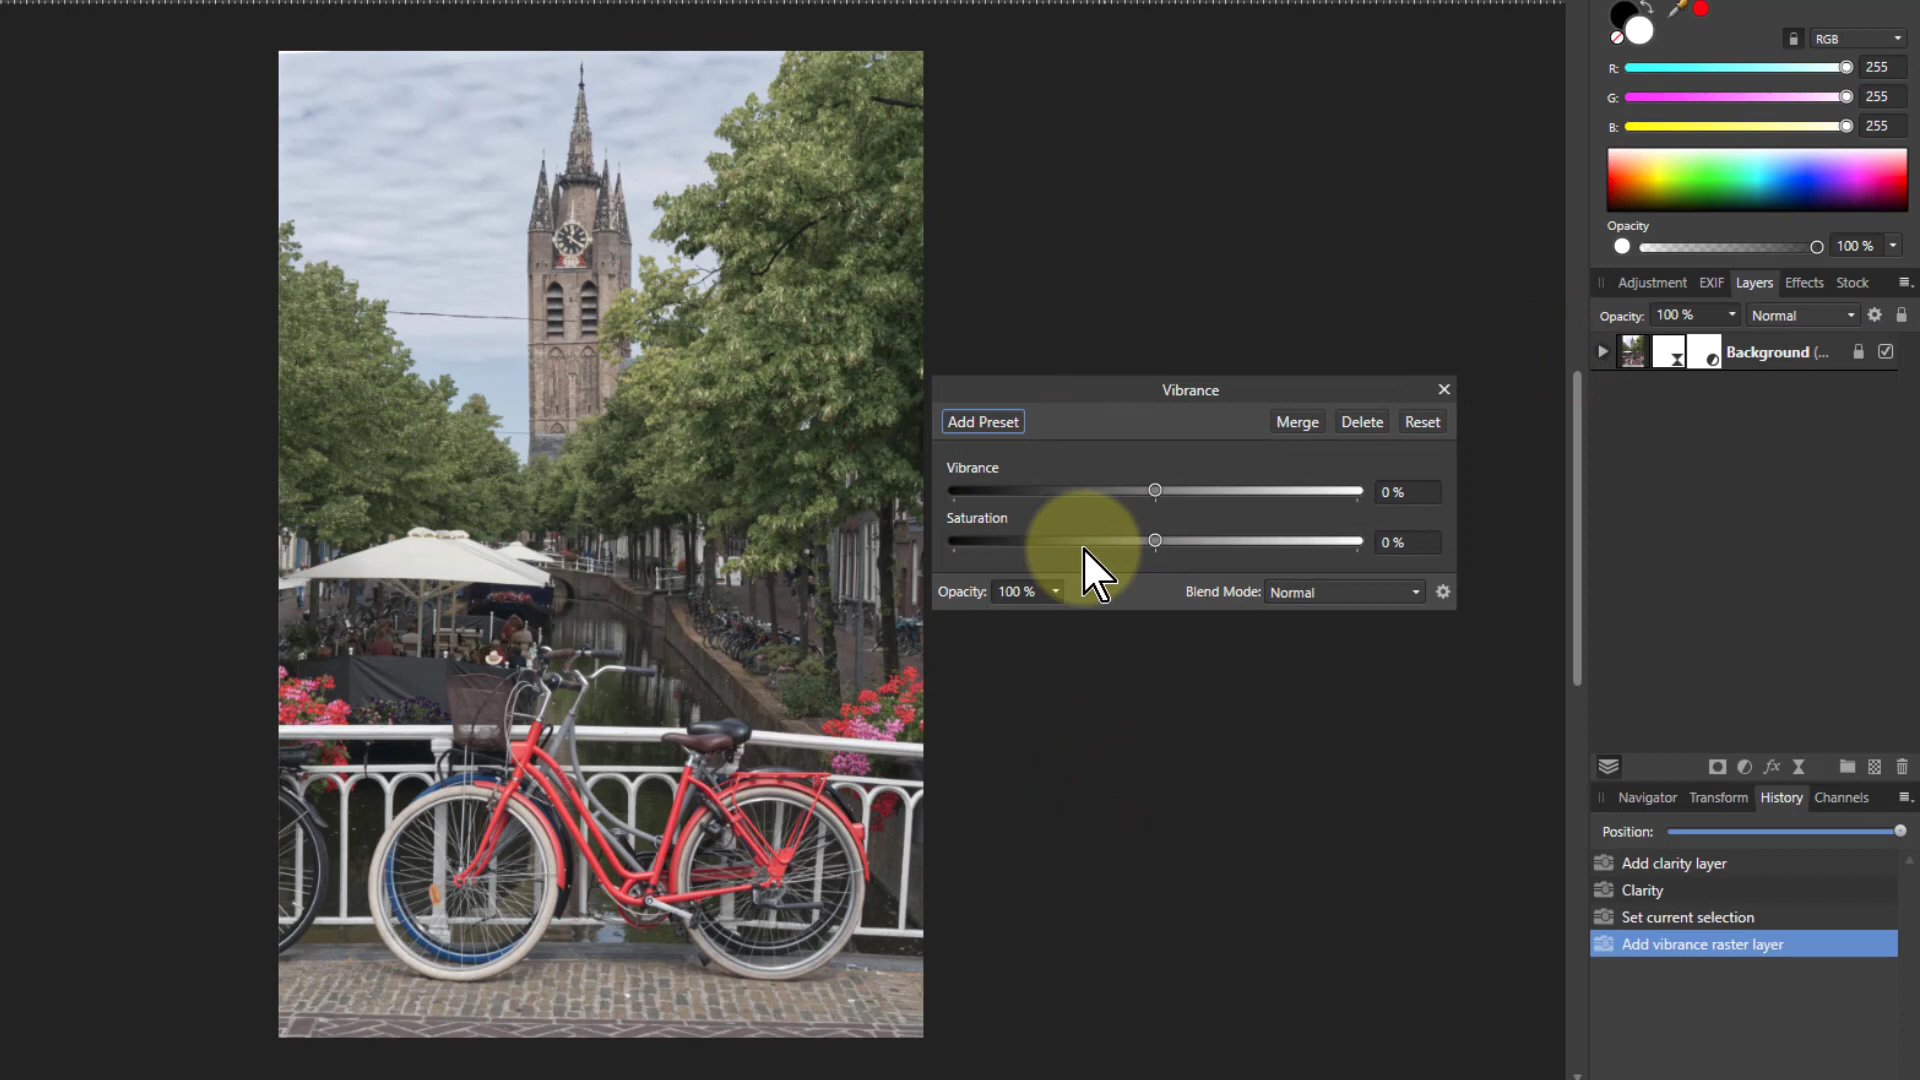 RGB
R:
255
G:
255
B:
255
Opacity
100 %
Adjustment EXIF Layers Effects Stock
Opacity: 100 % Normal
Background (...
Vibrance
Add Preset Merge Delete Reset
Vibrance
0 %
Saturation
0 %
Opacity: 100 % Blend Mode: Normal
fx
Navigator Transform History Channels
Position:
Add clarity layer
Clarity
Set current selection
Add vibrance raster layer